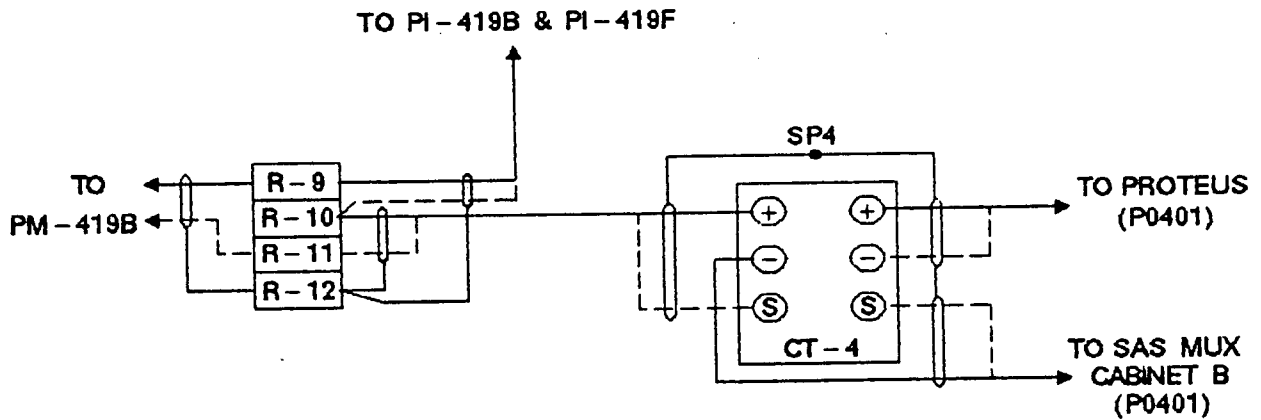 TO PI-419B & PI-419F
SP4
TO
PM-419B
R-9
R-10
R-11
R-12
+
+
-
-
S
S
CT-4
TO PROTEUS
(P0401)
TO SAS MUX
CABINET B
(P0401)